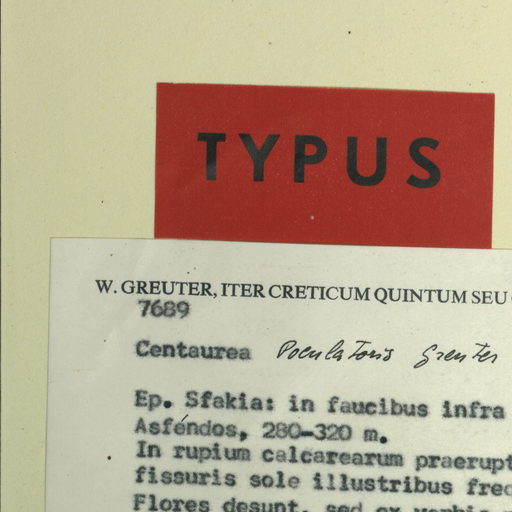 TYPUS
W. GREUTER, ITER CRETICUM QUINTUM SEU
7689
Centaurea Poculatoris Greuter
Ep. Sfakia: in faucibus infra
Asféndos, 280-320 m.
In rupium calcarearum praerupt
fissuris sole illustribus freq
Flores desunt, sed ex